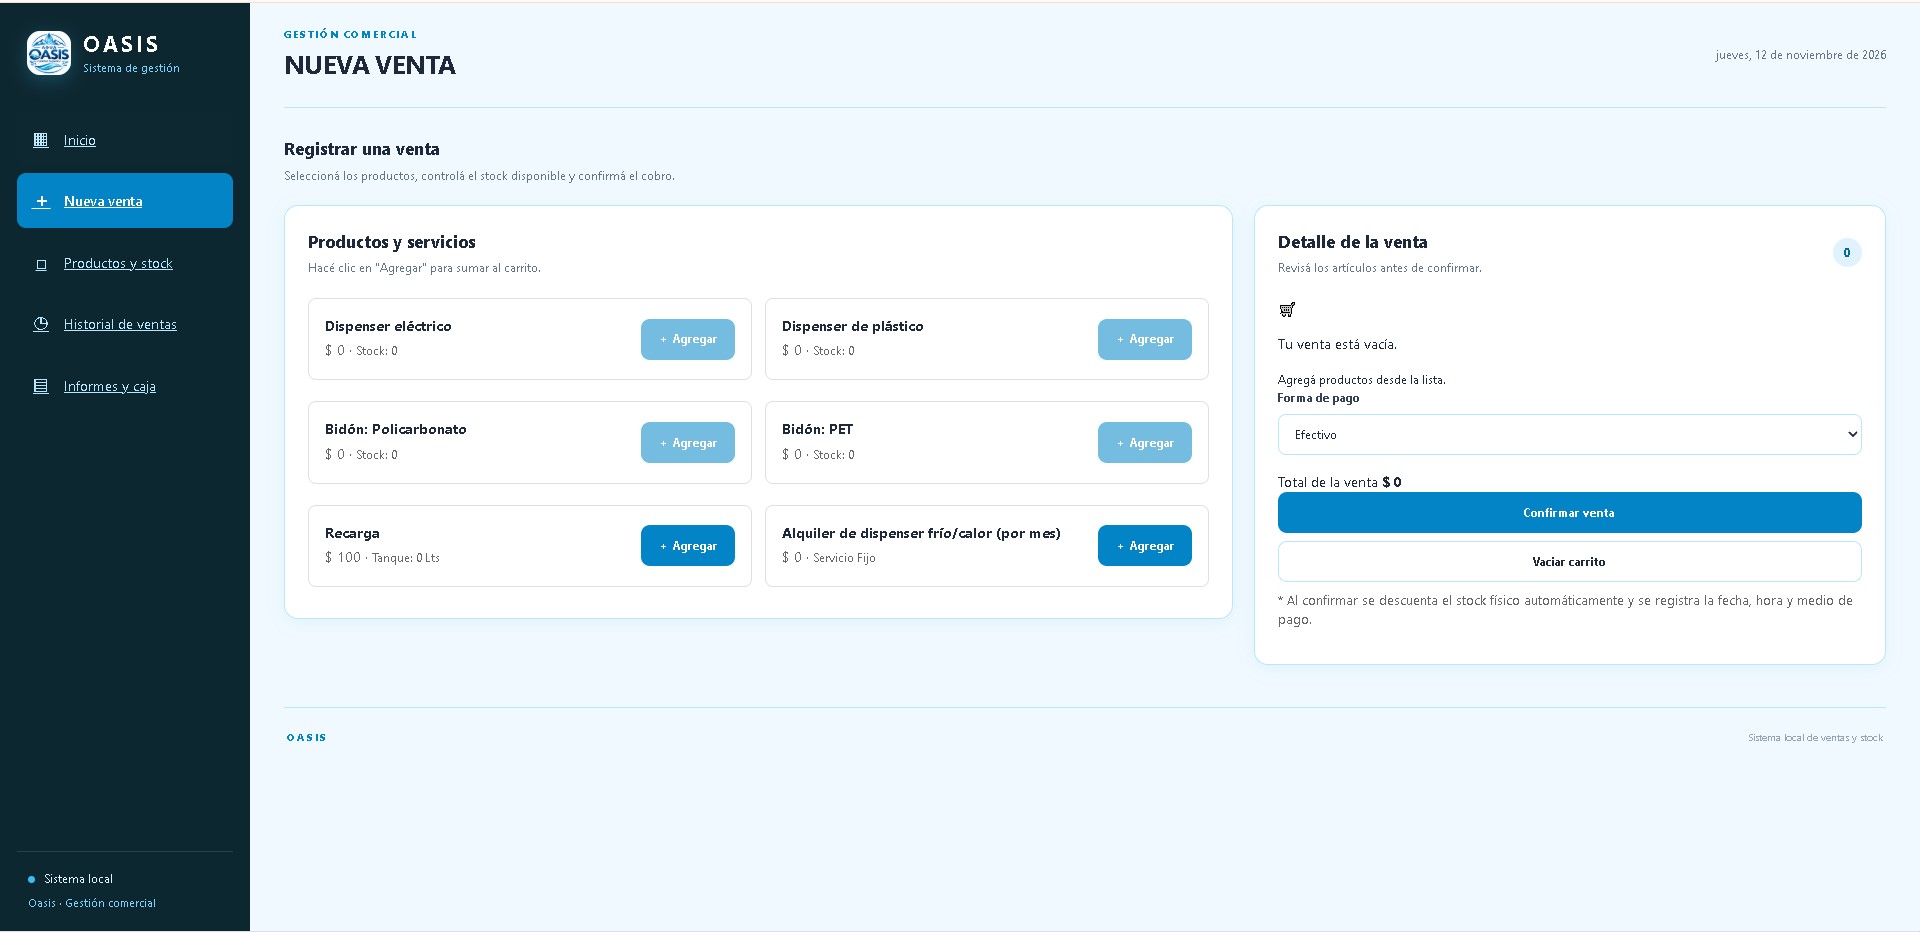 OASIS
Sistema de gestión
Inicio
Nueva venta
Productos y stock
Historial de ventas
Informes y caja
Sistema local
Oasis · Gestión comercial
GESTIÓN COMERCIAL
NUEVA VENTA
jueves, 12 de noviembre de 2026
Registrar una venta
Seleccioná los productos, controlá el stock disponible y confirmá el cobro.
Productos y servicios
Hacé clic en "Agregar" para sumar al carrito.
Dispenser eléctrico
$ 0 · Stock: 0
+ Agregar
Dispenser de plástico
$ 0 · Stock: 0
+ Agregar
Bidón: Policarbonato
$ 0 · Stock: 0
+ Agregar
Bidón: PET
$ 0 · Stock: 0
+ Agregar
Recarga
$ 100 · Tanque: 0 Lts
+ Agregar
Alquiler de dispenser frío/calor (por mes)
$ 0 · Servicio Fijo
+ Agregar
Detalle de la venta
0
Revisá los artículos antes de confirmar.
Tu venta está vacía.
Agregá productos desde la lista.
Forma de pago
Efectivo
Total de la venta $ 0
Confirmar venta
Vaciar carrito
* Al confirmar se descuenta el stock físico automáticamente y se registra la fecha, hora y medio de
pago.
OASIS
Sistema local de ventas y stock